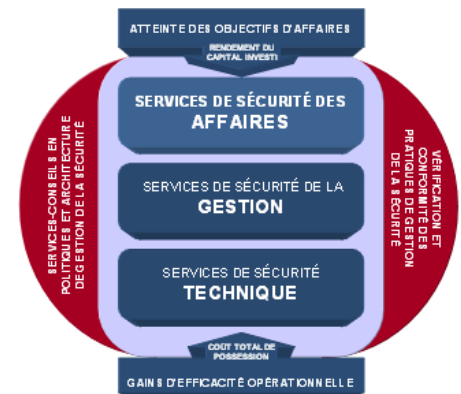 ATTEINTE DES OBJECTIFS D'AFFAIRES
RENDEMENT DU
CAPITAL INVESTI
SERVICES-CONSEILS EN
POLITIQUES ET ARCHITECTURE
DE GESTION DE LA SÉCURITÉ
SERVICES DE SÉCURITÉ DES
AFFAIRES
SERVICES DE SÉCURITÉ DE LA
GESTION
SERVICES DE SÉCURITÉ
TECHNIQUE
VÉRIFICATION ET
CONFORMITÉ DES
PRATIQUES DE GESTION
DE LA SÉCURITÉ
COÛT TOTAL DE
POSSESSION
GAINS D'EFFICACITÉ OPÉRATIONNELLE